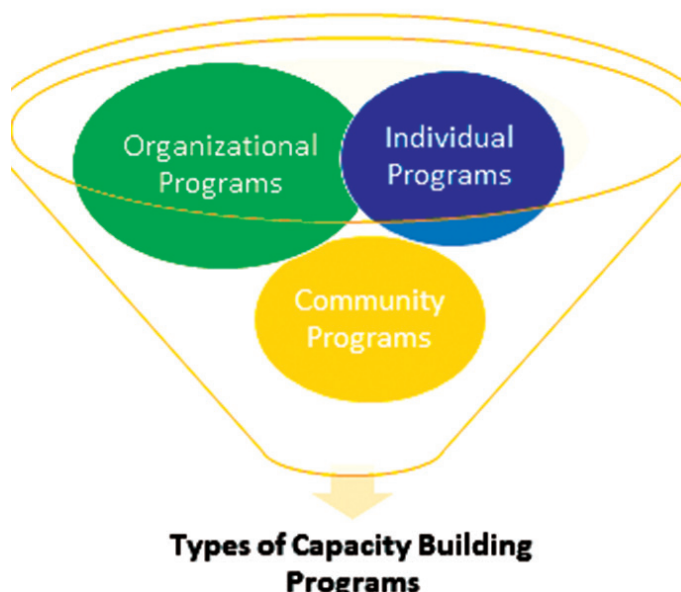 Organizational
Programs
Individual
Programs
Community
Programs
Types of Capacity Building
Programs